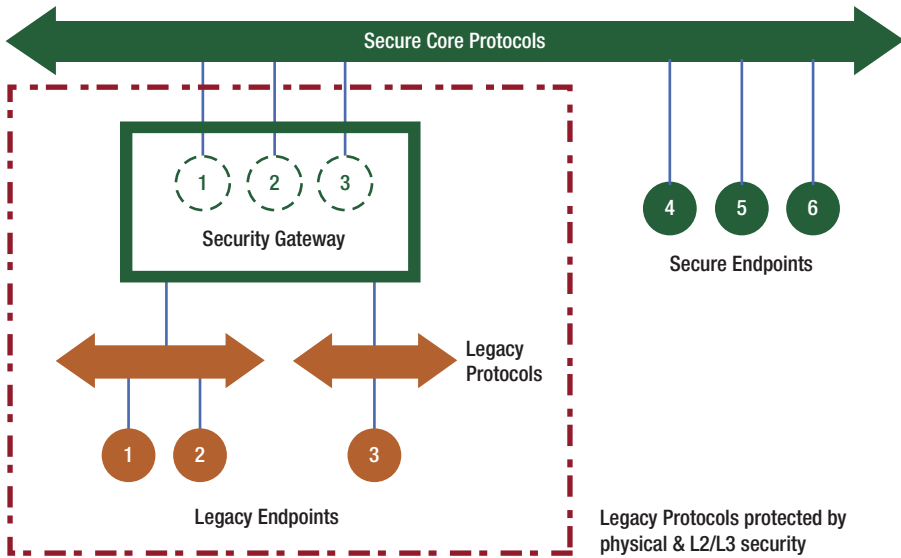 Secure Core Protocols
1
2
3
Security Gateway
4
5
6
Secure Endpoints
Legacy
Protocols
1
2
3
Legacy Endpoints
Legacy Protocols protected by
physical & L2/L3 security